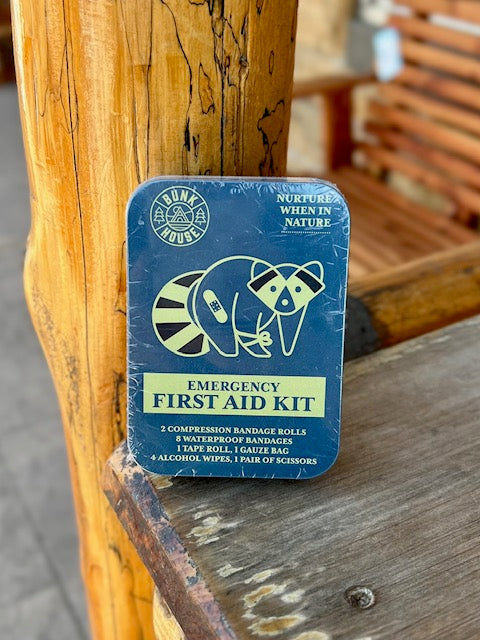 BUNK
HOUSE
NURTURE
WHEN IN
NATURE
EMERGENCY
FIRST AID KIT
2 COMPRESSION BANDAGE ROLLS
8 WATERPROOF BANDAGES
1 TAPE ROLL, 1 GAUZE BAG
4 ALCOHOL WIPES, 1 PAIR OF SCISSORS